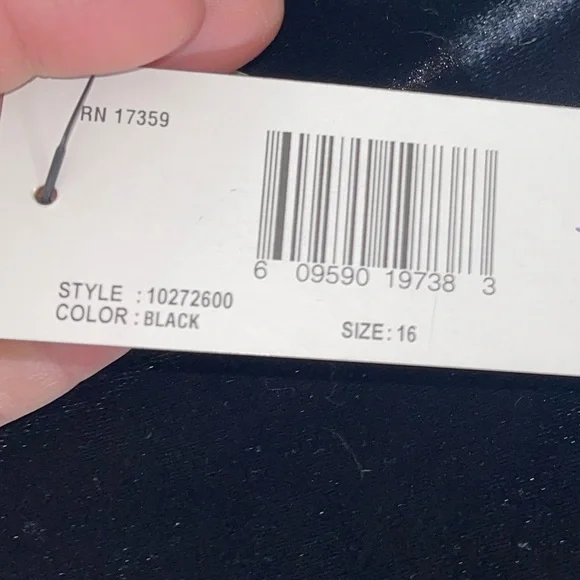 RN 17359
6 09590 19738 3
STYLE : 10272600
COLOR : BLACK
SIZE: 16